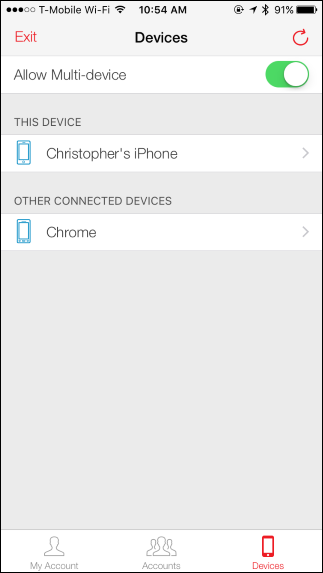 T-Mobile Wi-Fi 10:54 AM 91%
Exit Devices
Allow Multi-device
THIS DEVICE
Christopher's iPhone
OTHER CONNECTED DEVICES
Chrome
My Account Accounts Devices